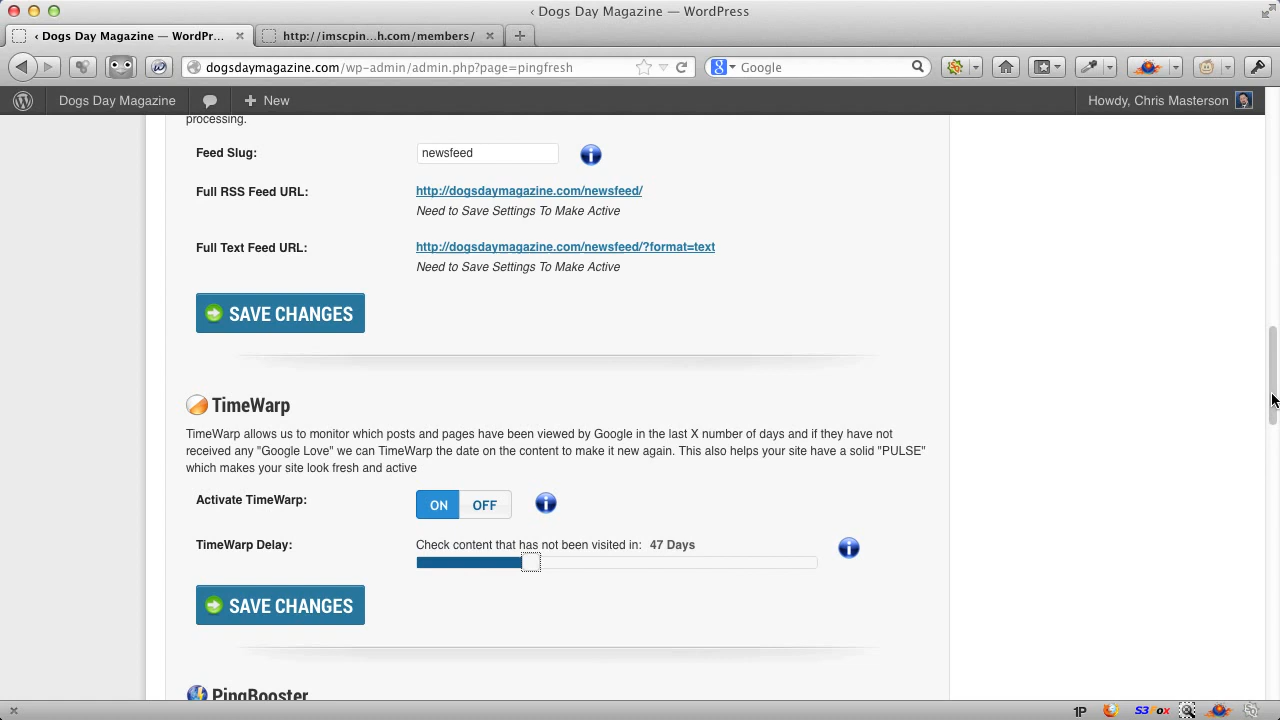 ‹ Dogs Day Magazine — WordPress
‹ Dogs Day Magazine — WordPr...
http://imscpin...h.com/members/
dogsdaymagazine.com/wp-admin/admin.php?page=pingfresh
Google
Dogs Day Magazine
New
Howdy, Chris Masterson
processing.
Feed Slug:
newsfeed
Full RSS Feed URL:
http://dogsdaymagazine.com/newsfeed/
Need to Save Settings To Make Active
Full Text Feed URL:
http://dogsdaymagazine.com/newsfeed/?format=text
Need to Save Settings To Make Active
SAVE CHANGES
TimeWarp
TimeWarp allows us to monitor which posts and pages have been viewed by Google in the last X number of days and if they have not
received any "Google Love" we can TimeWarp the date on the content to make it new again. This also helps your site have a solid "PULSE"
which makes your site look fresh and active
Activate TimeWarp:
ON OFF
TimeWarp Delay:
Check content that has not been visited in: 47 Days
SAVE CHANGES
PingBooster
1P
S3Fox